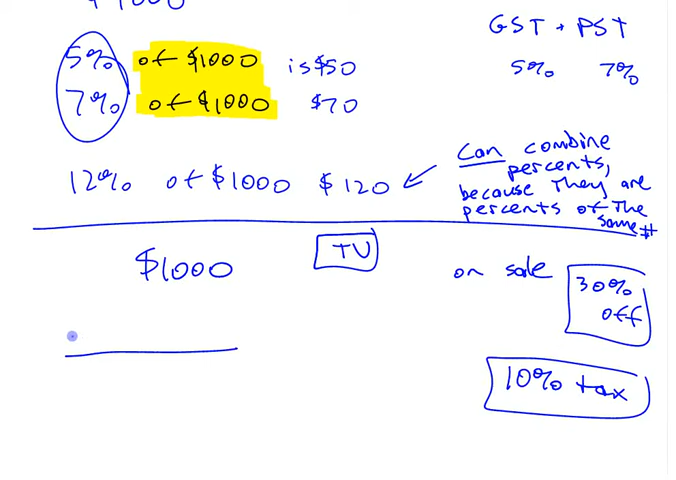 GST + PST
5% of $1000 is $50 5% 7%
7% of $1000 $70
12% of $1000 $120
Can combine
percents,
because they are
percents of the
same #
$1000 TV on sale 30%
off
10% tax